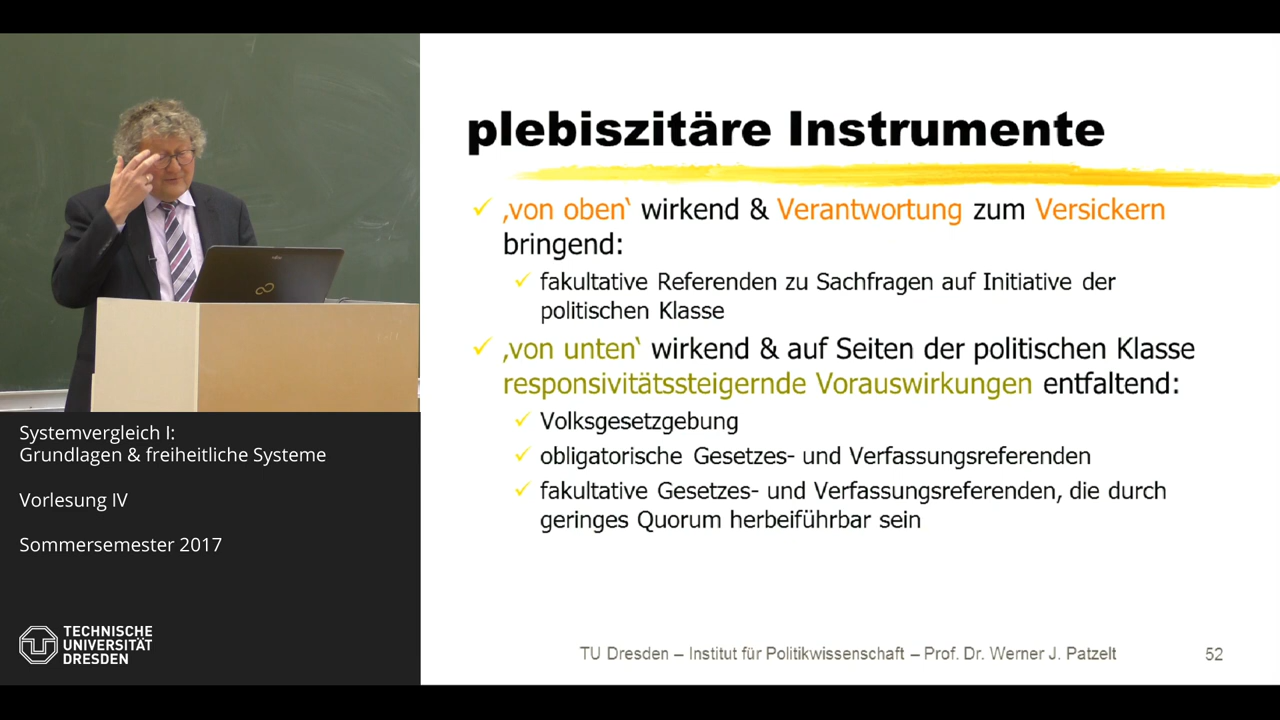 plebiszitäre Instrumente
‚von oben‘ wirkend & Verantwortung zum Versickern
bringend:
fakultative Referenden zu Sachfragen auf Initiative der
politischen Klasse
‚von unten‘ wirkend & auf Seiten der politischen Klasse
responsivitätssteigernde Vorauswirkungen entfaltend:
Volksgesetzgebung
obligatorische Gesetzes- und Verfassungsreferenden
fakultative Gesetzes- und Verfassungsreferenden, die durch
geringes Quorum herbeiführbar sein
TU Dresden – Institut für Politikwissenschaft – Prof. Dr. Werner J. Patzelt
52
Systemvergleich I:
Grundlagen & freiheitliche Systeme
Vorlesung IV
Sommersemester 2017
TECHNISCHE
UNIVERSITÄT
DRESDEN